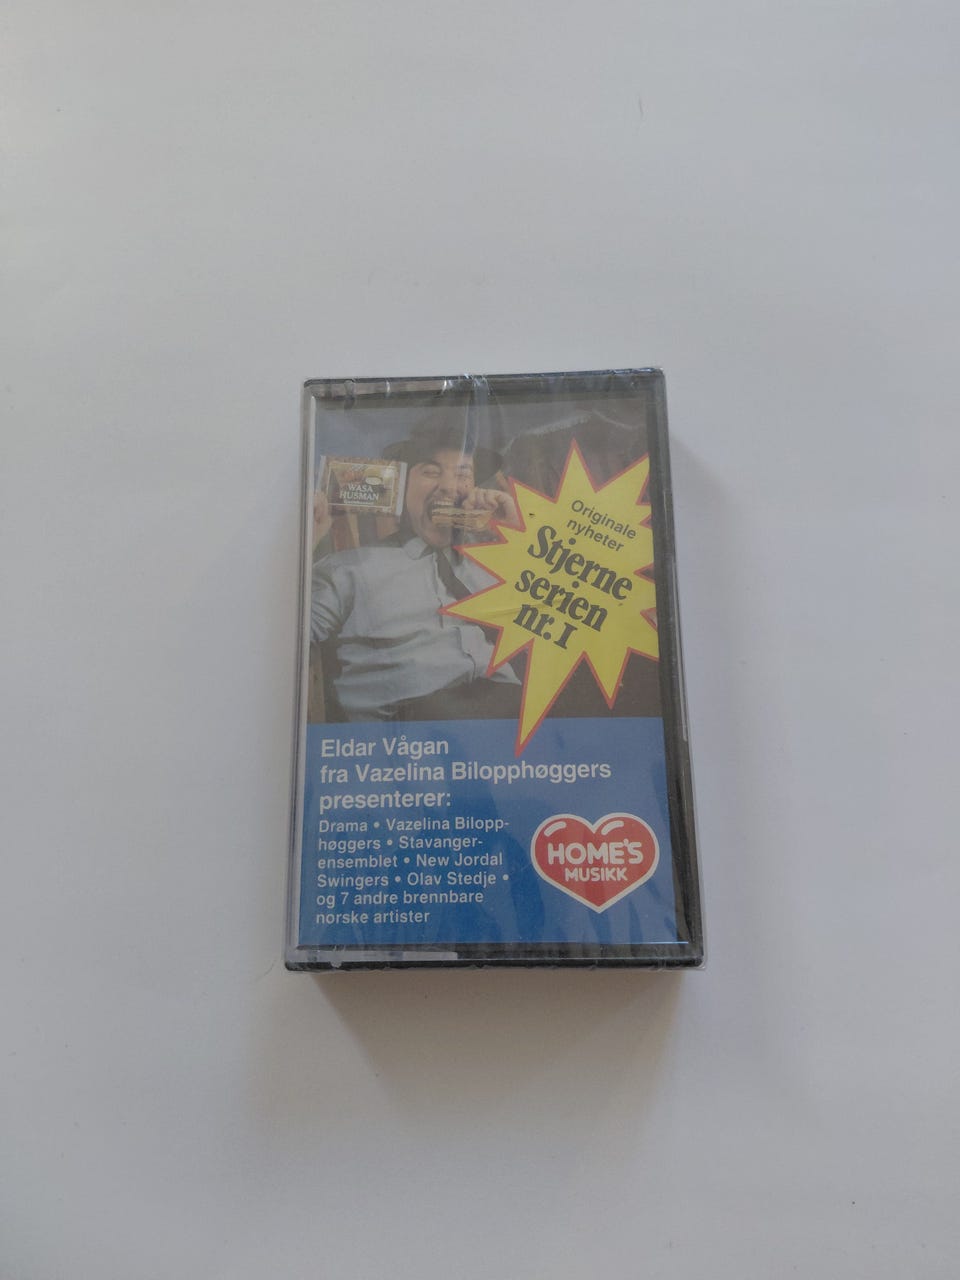 WASA
HUSMAN
Originale
nyheter
Stjerne
serien
nr. 1
Eldar Vågan
fra Vazelina Bilopphøggers
presenterer:
Drama • Vazelina Bilopp-
høggers • Stavanger-
ensemblet • New Jordal
Swingers • Olav Stedje •
og 7 andre brennbare
norske artister
HOME'S
MUSIKK